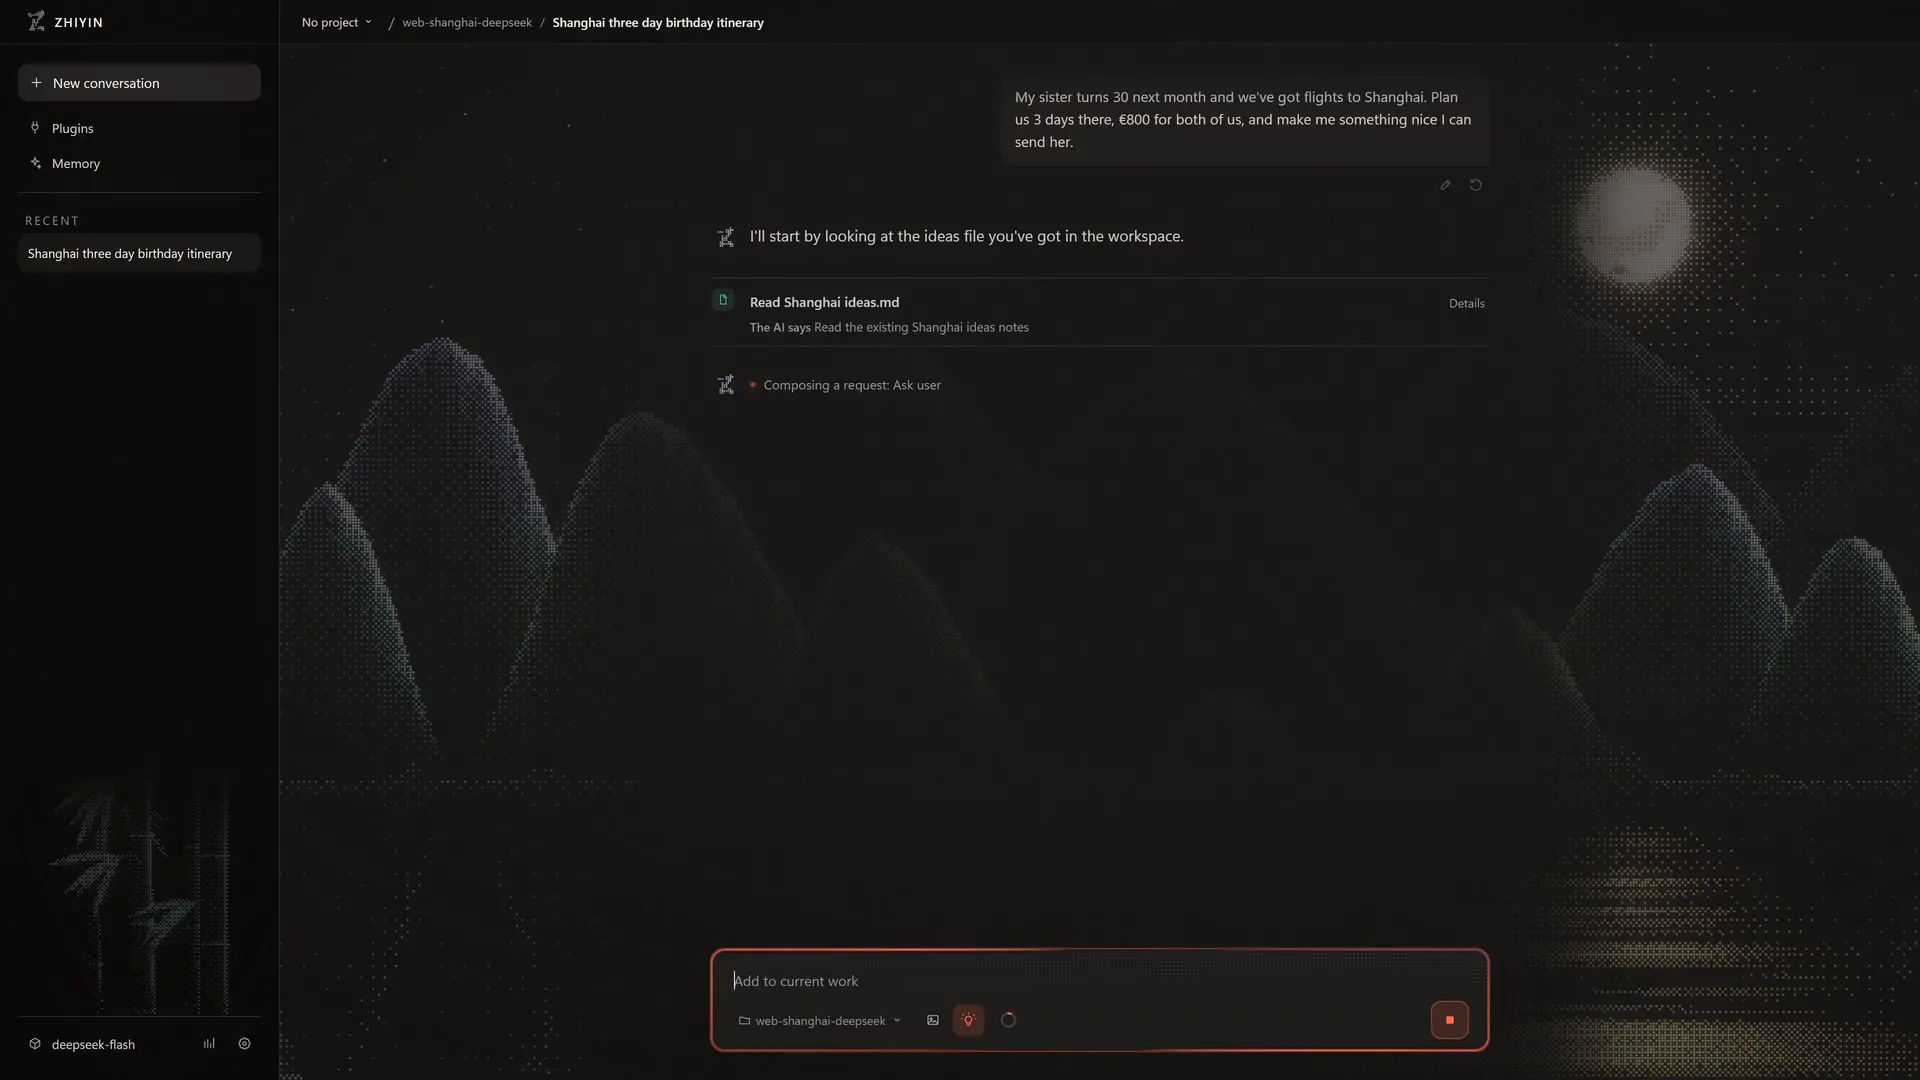 ZHIYIN
No project / web-shanghai-deepseek / Shanghai three day birthday itinerary
New conversation
Plugins
Memory
RECENT
Shanghai three day birthday itinerary
My sister turns 30 next month and we've got flights to Shanghai. Plan
us 3 days there, €800 for both of us, and make me something nice I can
send her.
I'll start by looking at the ideas file you've got in the workspace.
Read Shanghai ideas.md
Details
The AI says Read the existing Shanghai ideas notes
Composing a request: Ask user
Add to current work
web-shanghai-deepseek
deepseek-flash